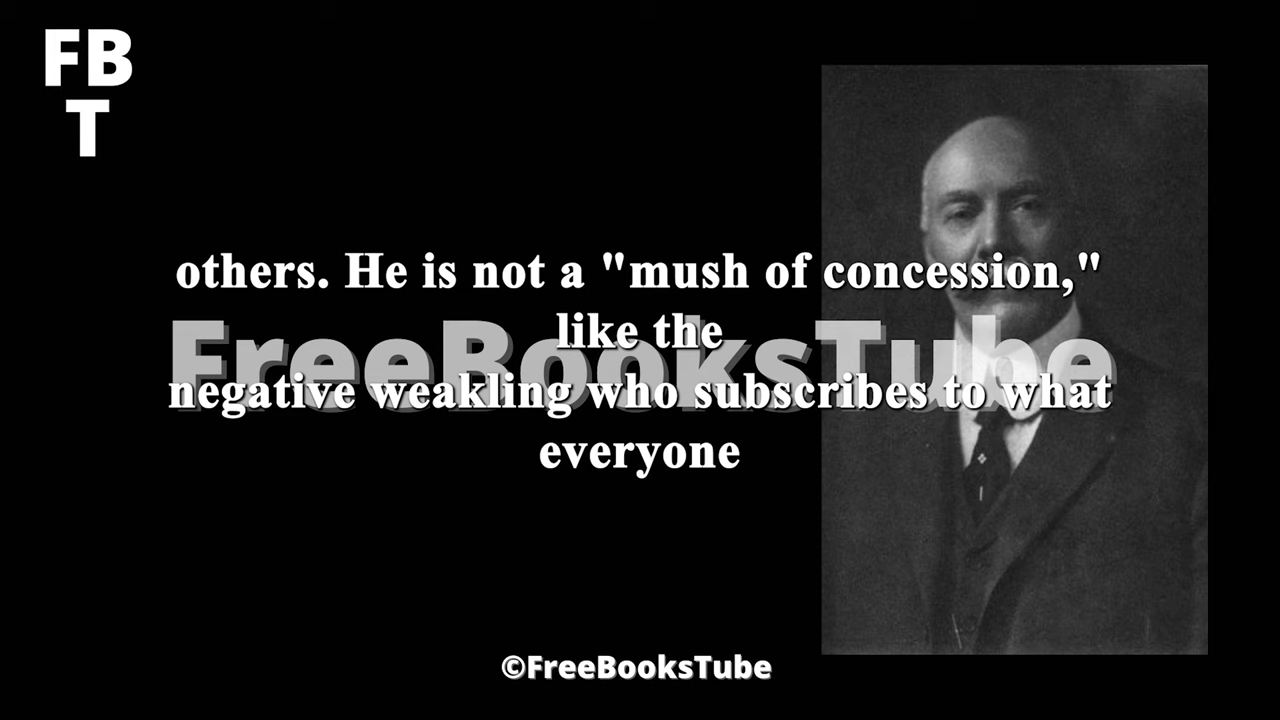 FB
T
others. He is not a "mush of concession,"
like the
FreeBooksTube
negative weakling who subscribes to what
everyone
©FreeBooksTube